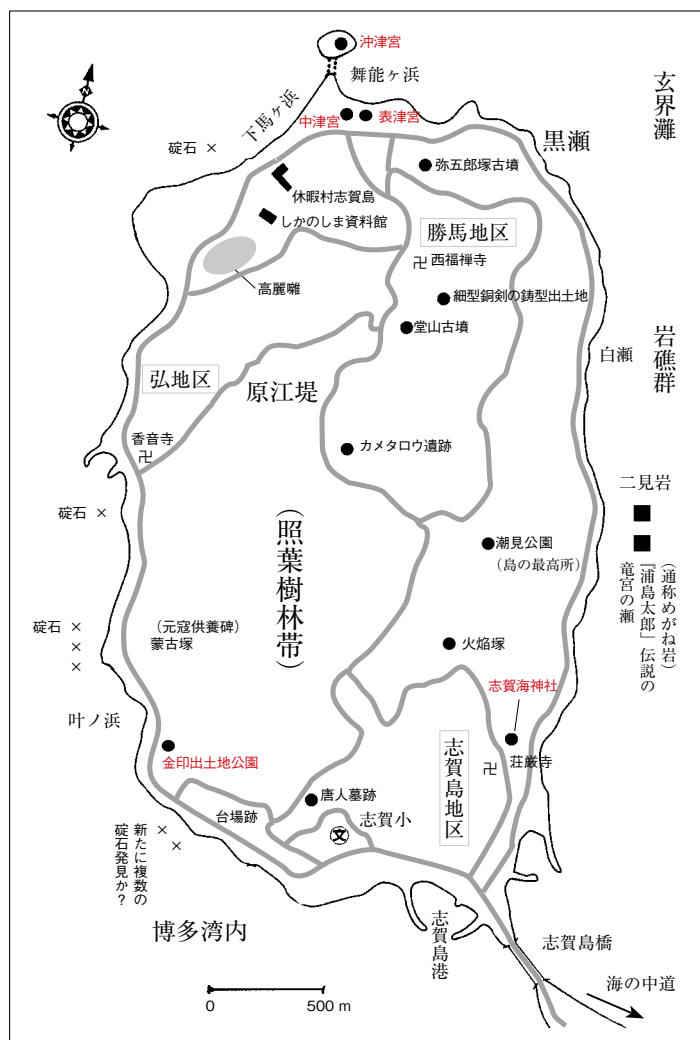 沖津宮
舞能ヶ浜
玄界灘
下馬ヶ浜
中津宮
表津宮
黒瀬
碇石 ×
弥五郎塚古墳
休暇村志賀島
しかのしま資料館
勝馬地区
卍 西福禅寺
高麗囃
細型銅剣の鋳型出土地
堂山古墳
白瀬
岩礁群
弘地区
原江堤
香音寺
卍
カメタロウ遺跡
二見岩
碇石 ×
（照葉樹林帯）
潮見公園
（島の最高所）
（通称めがね岩）
『浦島太郎』伝説の
竜宮の瀬
碇石 ×
×
×
（元寇供養碑）
蒙古塚
火焔塚
志賀海神社
叶ノ浜
金印出土地公園
志賀島地区
卍
荘厳寺
唐人墓跡
台場跡
志賀小
文
×
×
新たに複数の
碇石発見か？
博多湾内
志賀島港
志賀島橋
海の中道
0 500 m
N